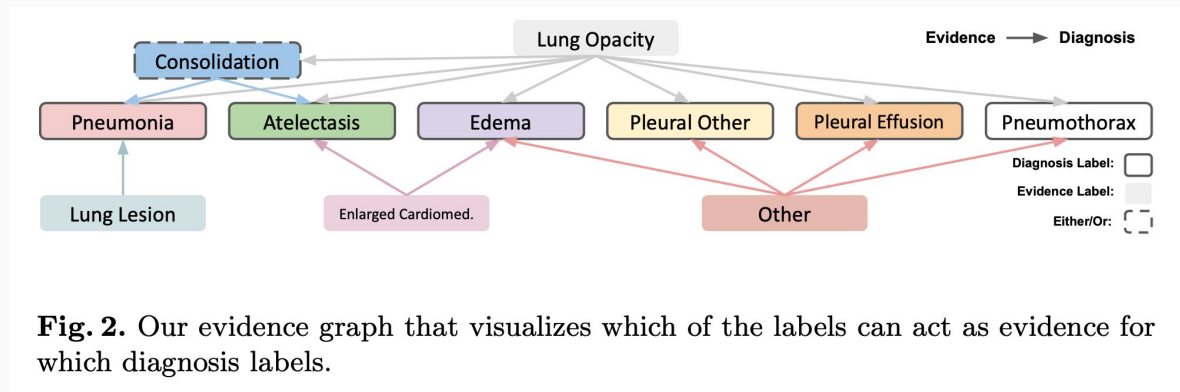 Lung Opacity
Evidence Diagnosis
Consolidation
Pneumonia
Atelectasis
Edema
Pleural Other
Pleural Effusion
Pneumothorax
Diagnosis Label:
Evidence Label:
Either/Or:
Lung Lesion
Enlarged Cardiomed.
Other
Fig. 2. Our evidence graph that visualizes which of the labels can act as evidence for
which diagnosis labels.